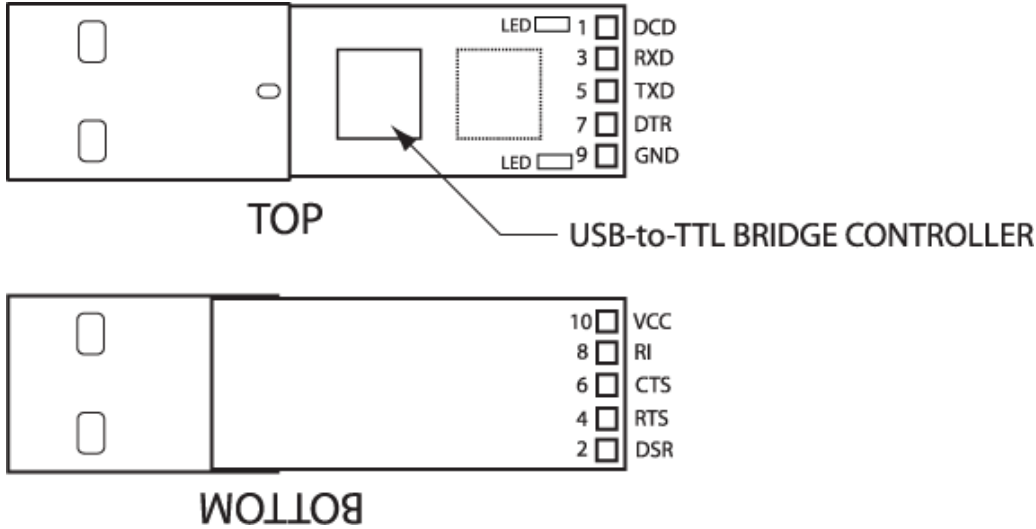 LED 1 DCD
3 RXD
5 TXD
7 DTR
LED 9 GND
TOP
USB-to-TTL BRIDGE CONTROLLER
10 VCC
8 RI
6 CTS
4 RTS
2 DSR
BOTTOM